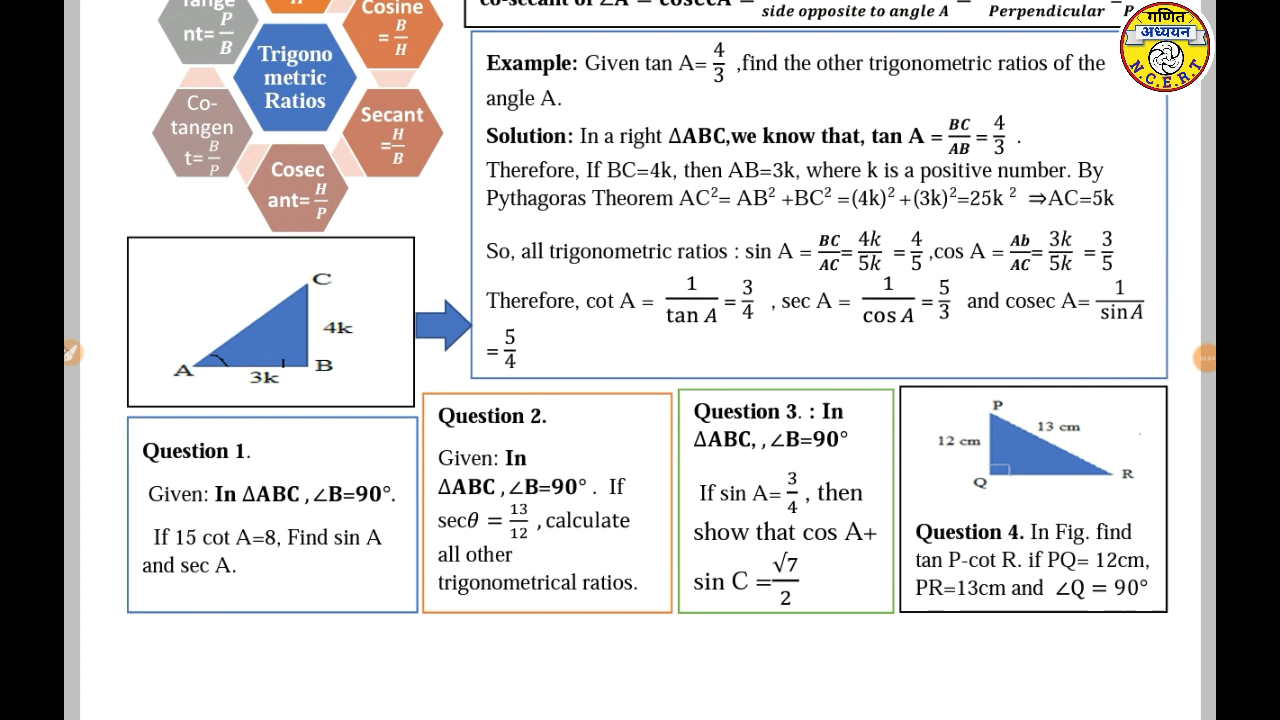 nt= P/B
H
Cosine
= B/H
Trigono
metric
Ratios
Co-
tangen
t= B/P
Secant
= H/B
Cosec
ant= H/P
side opposite to angle A
Perpendicular
P
गणित
अध्ययन
N.C.E.R.T
Example: Given tan A= 4/3 ,find the other trigonometric ratios of the
angle A.
Solution: In a right ΔABC,we know that, tan A = BC/AB = 4/3 .
Therefore, If BC=4k, then AB=3k, where k is a positive number. By
Pythagoras Theorem AC²= AB² +BC² =(4k)² +(3k)²=25k ² ⇒AC=5k
So, all trigonometric ratios : sin A = BC/AC= 4k/5k = 4/5 ,cos A = Ab/AC= 3k/5k = 3/5
Therefore, cot A = 1/tan A = 3/4 , sec A = 1/cos A = 5/3 and cosec A= 1/sin A
= 5/4
C
4k
A
B
3k
Question 1.
Given: In ΔABC ,∠B=90°.
If 15 cot A=8, Find sin A
and sec A.
Question 2.
Given: In
ΔABC ,∠B=90° . If
secθ = 13/12 ,calculate
all other
trigonometrical ratios.
Question 3. : In
ΔABC, ,∠B=90°
If sin A= 3/4 , then
show that cos A+
sin C = √7/2
P
13 cm
12 cm
Q
R
Question 4. In Fig. find
tan P-cot R. if PQ= 12cm,
PR=13cm and ∠Q = 90°